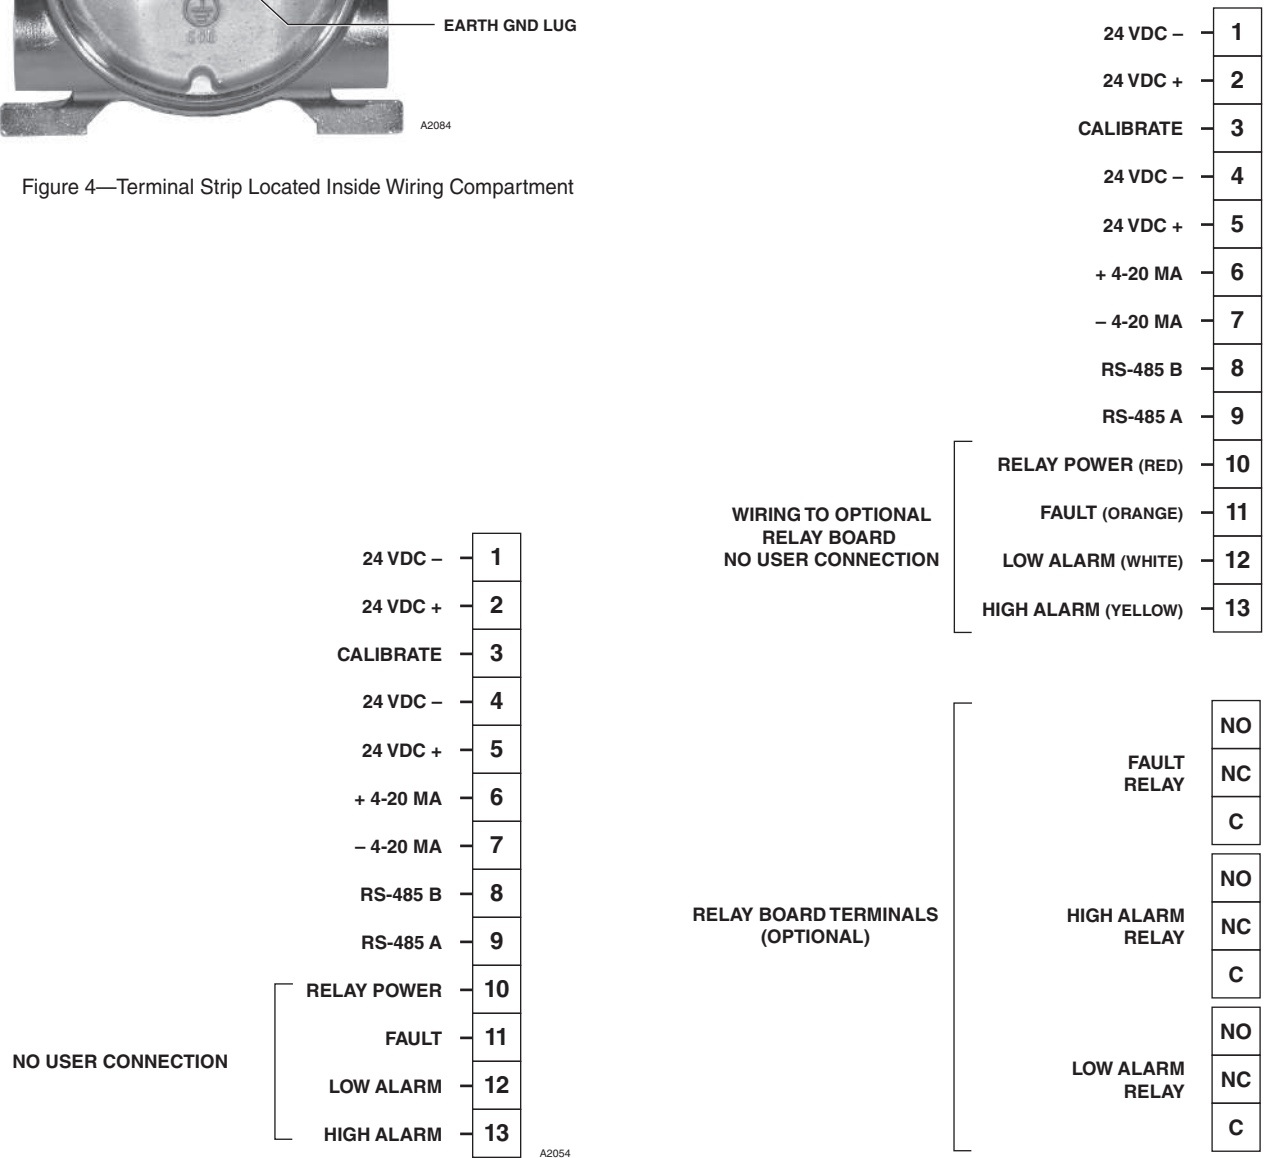 EARTH GND LUG
A2084
Figure 4—Terminal Strip Located Inside Wiring Compartment
24 VDC – 1
24 VDC + 2
CALIBRATE 3
24 VDC – 4
24 VDC + 5
+ 4-20 MA 6
– 4-20 MA 7
RS-485 B 8
RS-485 A 9
RELAY POWER 10
FAULT 11
LOW ALARM 12
HIGH ALARM 13
NO USER CONNECTION
A2054
24 VDC – 1
24 VDC + 2
CALIBRATE 3
24 VDC – 4
24 VDC + 5
+ 4-20 MA 6
– 4-20 MA 7
RS-485 B 8
RS-485 A 9
RELAY POWER (RED) 10
FAULT (ORANGE) 11
LOW ALARM (WHITE) 12
HIGH ALARM (YELLOW) 13
WIRING TO OPTIONAL
RELAY BOARD
NO USER CONNECTION
RELAY BOARD TERMINALS
(OPTIONAL)
FAULT
RELAY
NO
NC
C
HIGH ALARM
RELAY
NO
NC
C
LOW ALARM
RELAY
NO
NC
C